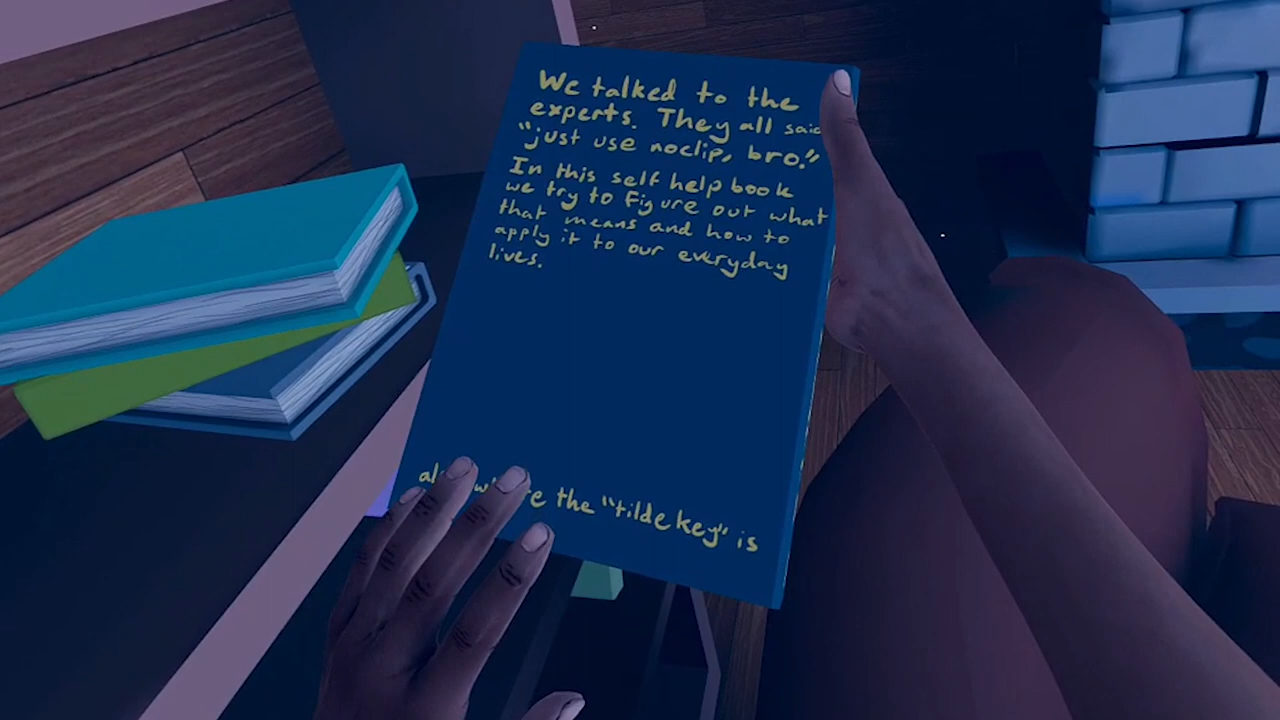 We talked to the
experts. They all said
"just use noclip, bro."
In this self help book
we try to figure out what
that means and how to
apply it to our everyday
lives.
the "tilde key" is